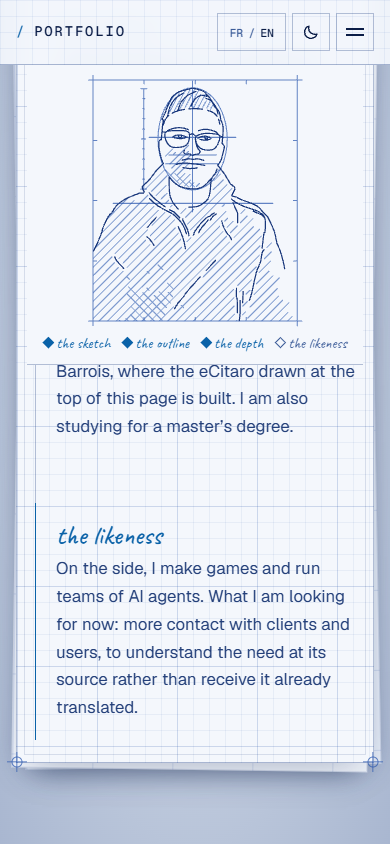 / PORTFOLIO
FR / EN
the sketch the outline the depth the likeness
Barrois, where the eCitaro drawn at the
top of this page is built. I am also
studying for a master’s degree.
the likeness
On the side, I make games and run
teams of AI agents. What I am looking
for now: more contact with clients and
users, to understand the need at its
source rather than receive it already
translated.